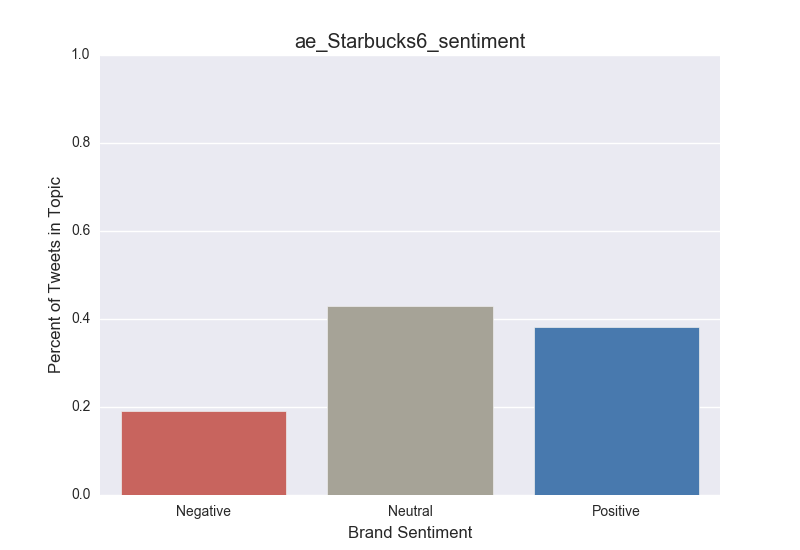 ae_Starbucks6_sentiment
1.0
0.8
0.6
0.4
0.2
0.0
Percent of Tweets in Topic
Negative Neutral Positive
Brand Sentiment